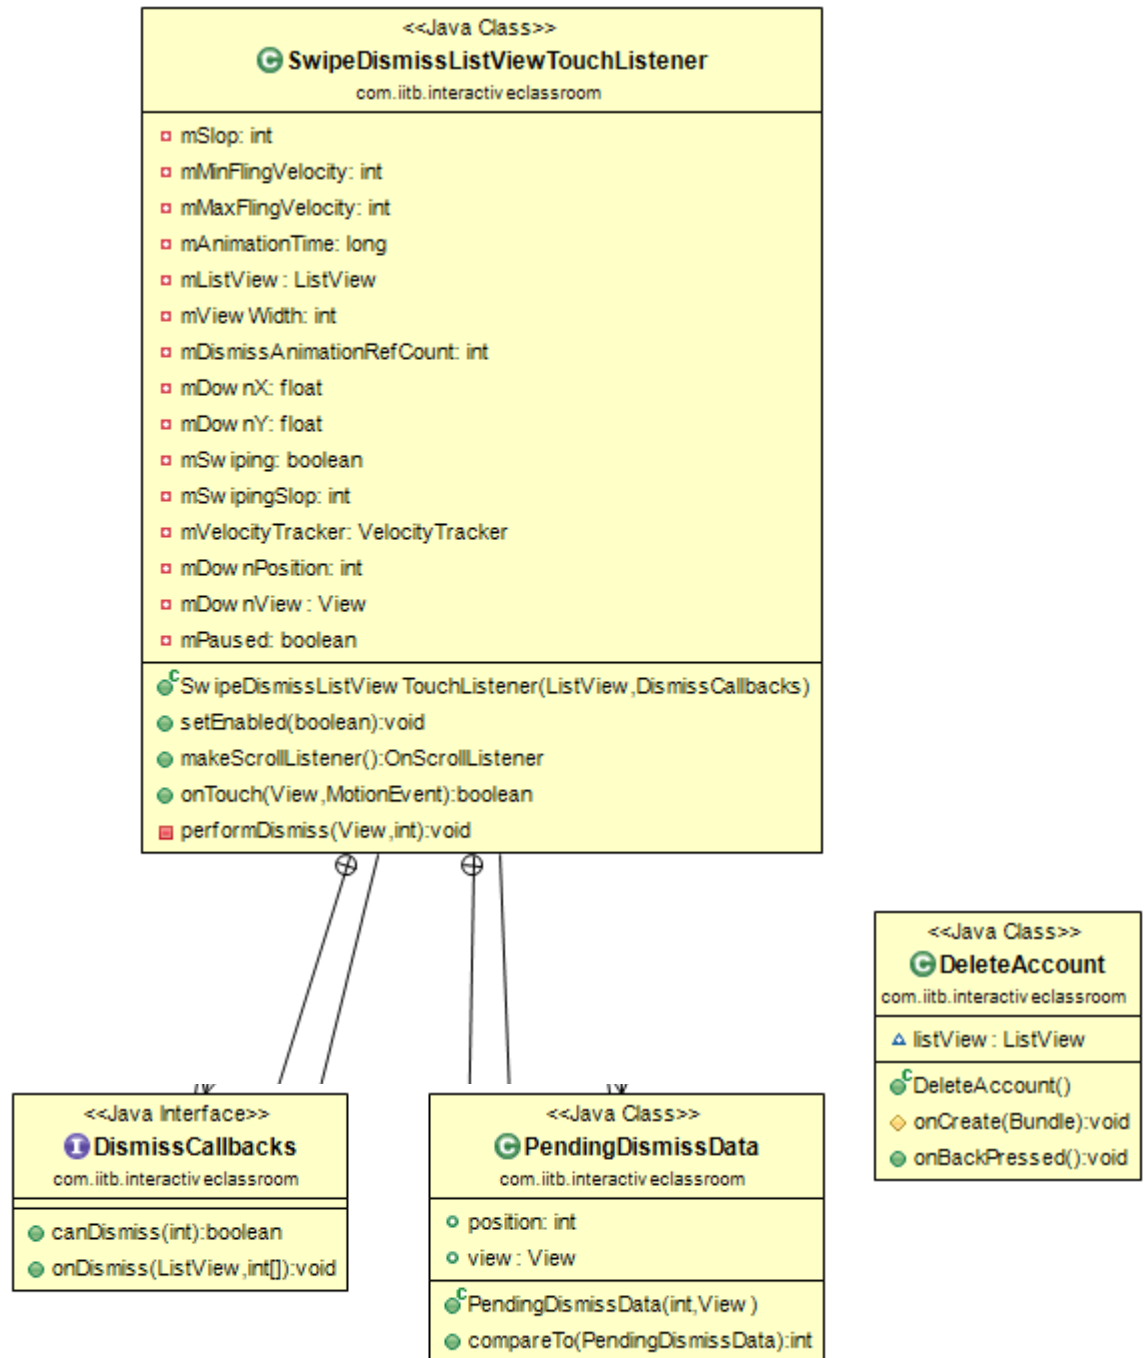 <<Java Class>>
SwipeDismissListViewTouchListener
com.iitb.interactiveclassroom
mSlop: int
mMinFlingVelocity: int
mMaxFlingVelocity: int
mAnimationTime: long
mListView: ListView
mViewWidth: int
mDismissAnimationRefCount: int
mDownX: float
mDownY: float
mSwiping: boolean
mSwipingSlop: int
mVelocityTracker: VelocityTracker
mDownPosition: int
mDownView: View
mPaused: boolean
SwipeDismissListViewTouchListener(ListView,DismissCallbacks)
setEnabled(boolean):void
makeScrollListener():OnScrollListener
onTouch(View,MotionEvent):boolean
performDismiss(View,int):void
<<Java Class>>
DeleteAccount
com.iitb.interactiveclassroom
listView: ListView
DeleteAccount()
onCreate(Bundle):void
onBackPressed():void
<<Java Interface>>
DismissCallbacks
com.iitb.interactiveclassroom
canDismiss(int):boolean
onDismiss(ListView,int[]):void
<<Java Class>>
PendingDismissData
com.iitb.interactiveclassroom
position: int
view: View
PendingDismissData(int,View)
compareTo(PendingDismissData):int